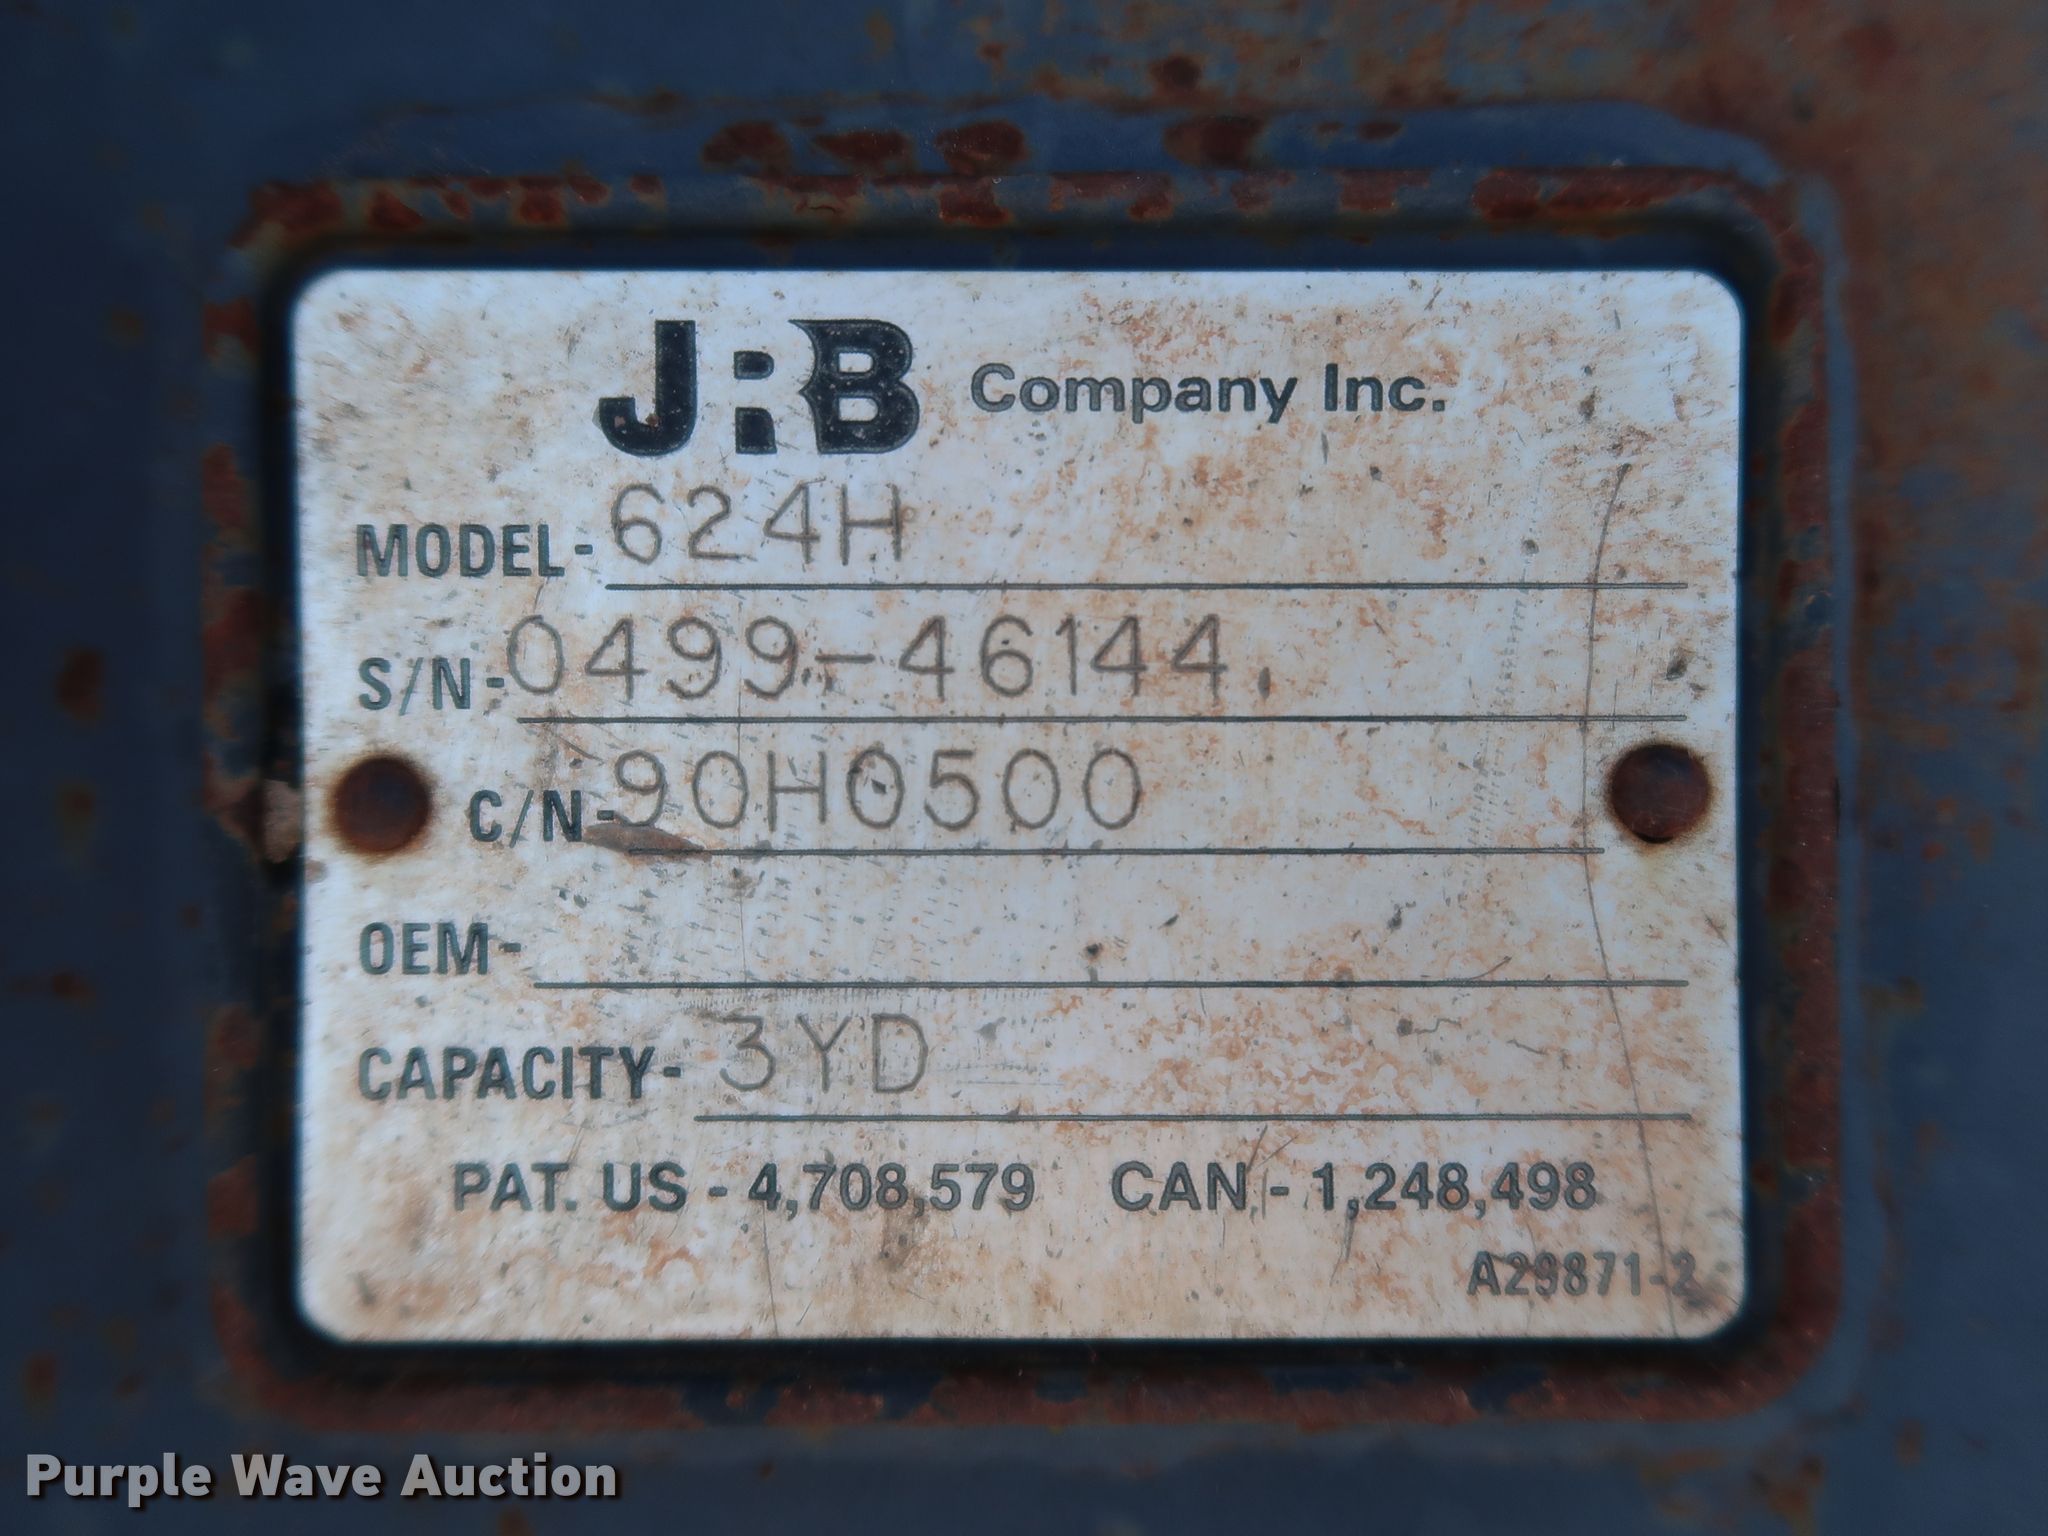 JRB Company Inc.
MODEL- 624H
S/N- 0499-46144
C/N- 90H0500
OEM-
CAPACITY- 3YD
PAT. US - 4,708,579 CAN - 1,248,498
A29871-2
Purple Wave Auction